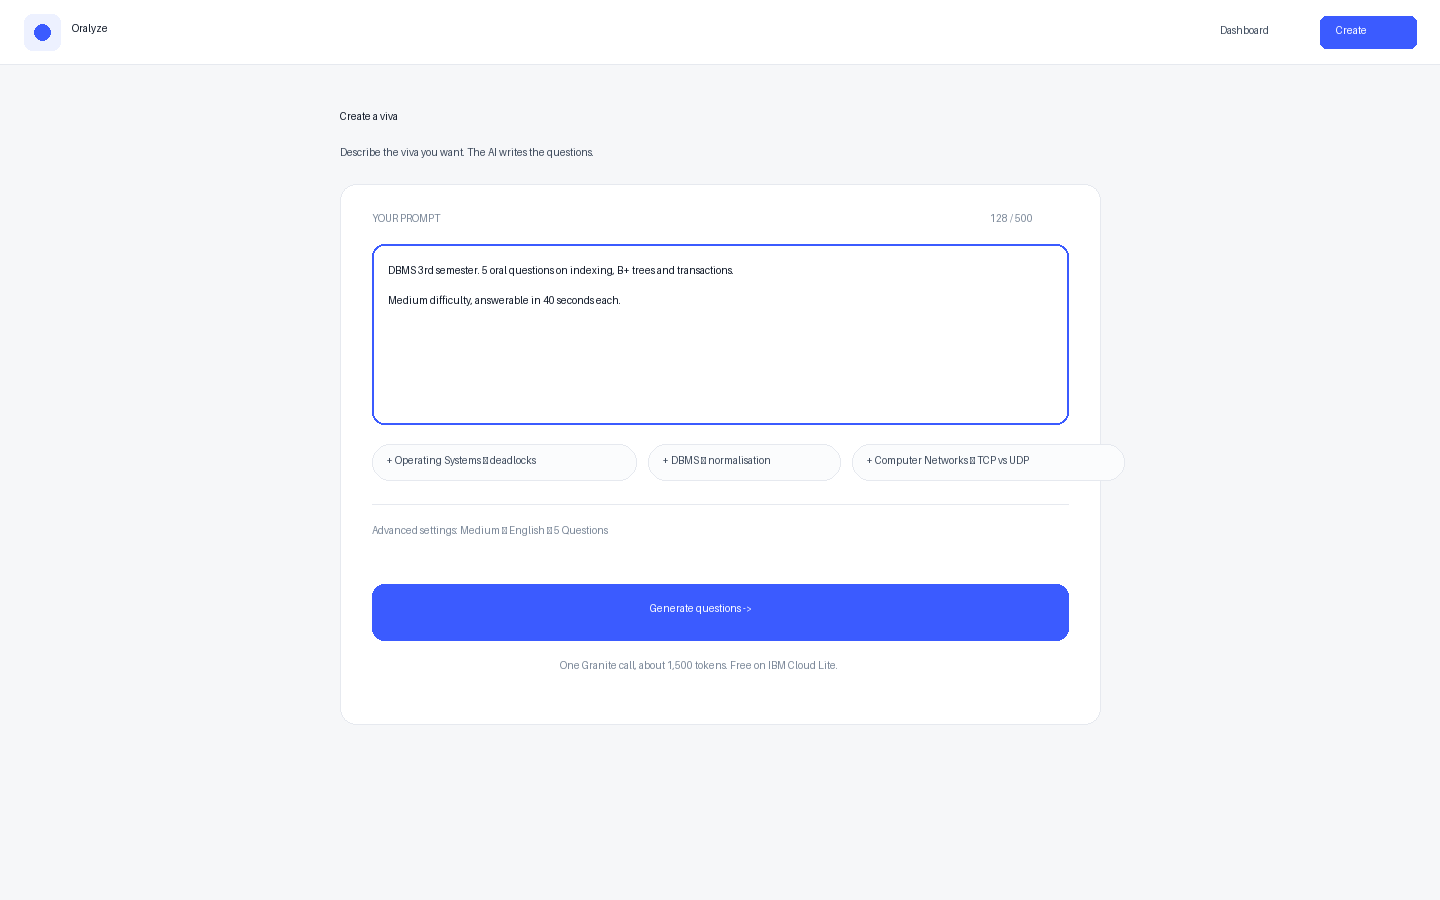 Oralyze
Dashboard
Create
Create a viva
Describe the viva you want. The AI writes the questions.
YOUR PROMPT
128 / 500
DBMS 3rd semester. 5 oral questions on indexing, B+ trees and transactions.
Medium difficulty, answerable in 40 seconds each.
+ Operating Systems ▯ deadlocks
+ DBMS ▯ normalisation
+ Computer Networks ▯ TCP vs UDP
Advanced settings: Medium ▯ English ▯ 5 Questions
Generate questions ->
One Granite call, about 1,500 tokens. Free on IBM Cloud Lite.